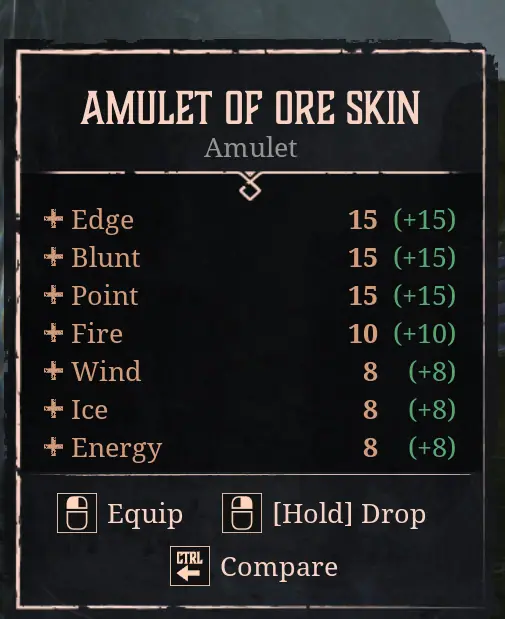 AMULET OF ORE SKIN
Amulet
Edge 15 (+15)
Blunt 15 (+15)
Point 15 (+15)
Fire 10 (+10)
Wind 8 (+8)
Ice 8 (+8)
Energy 8 (+8)
Equip [Hold] Drop
CTRL Compare